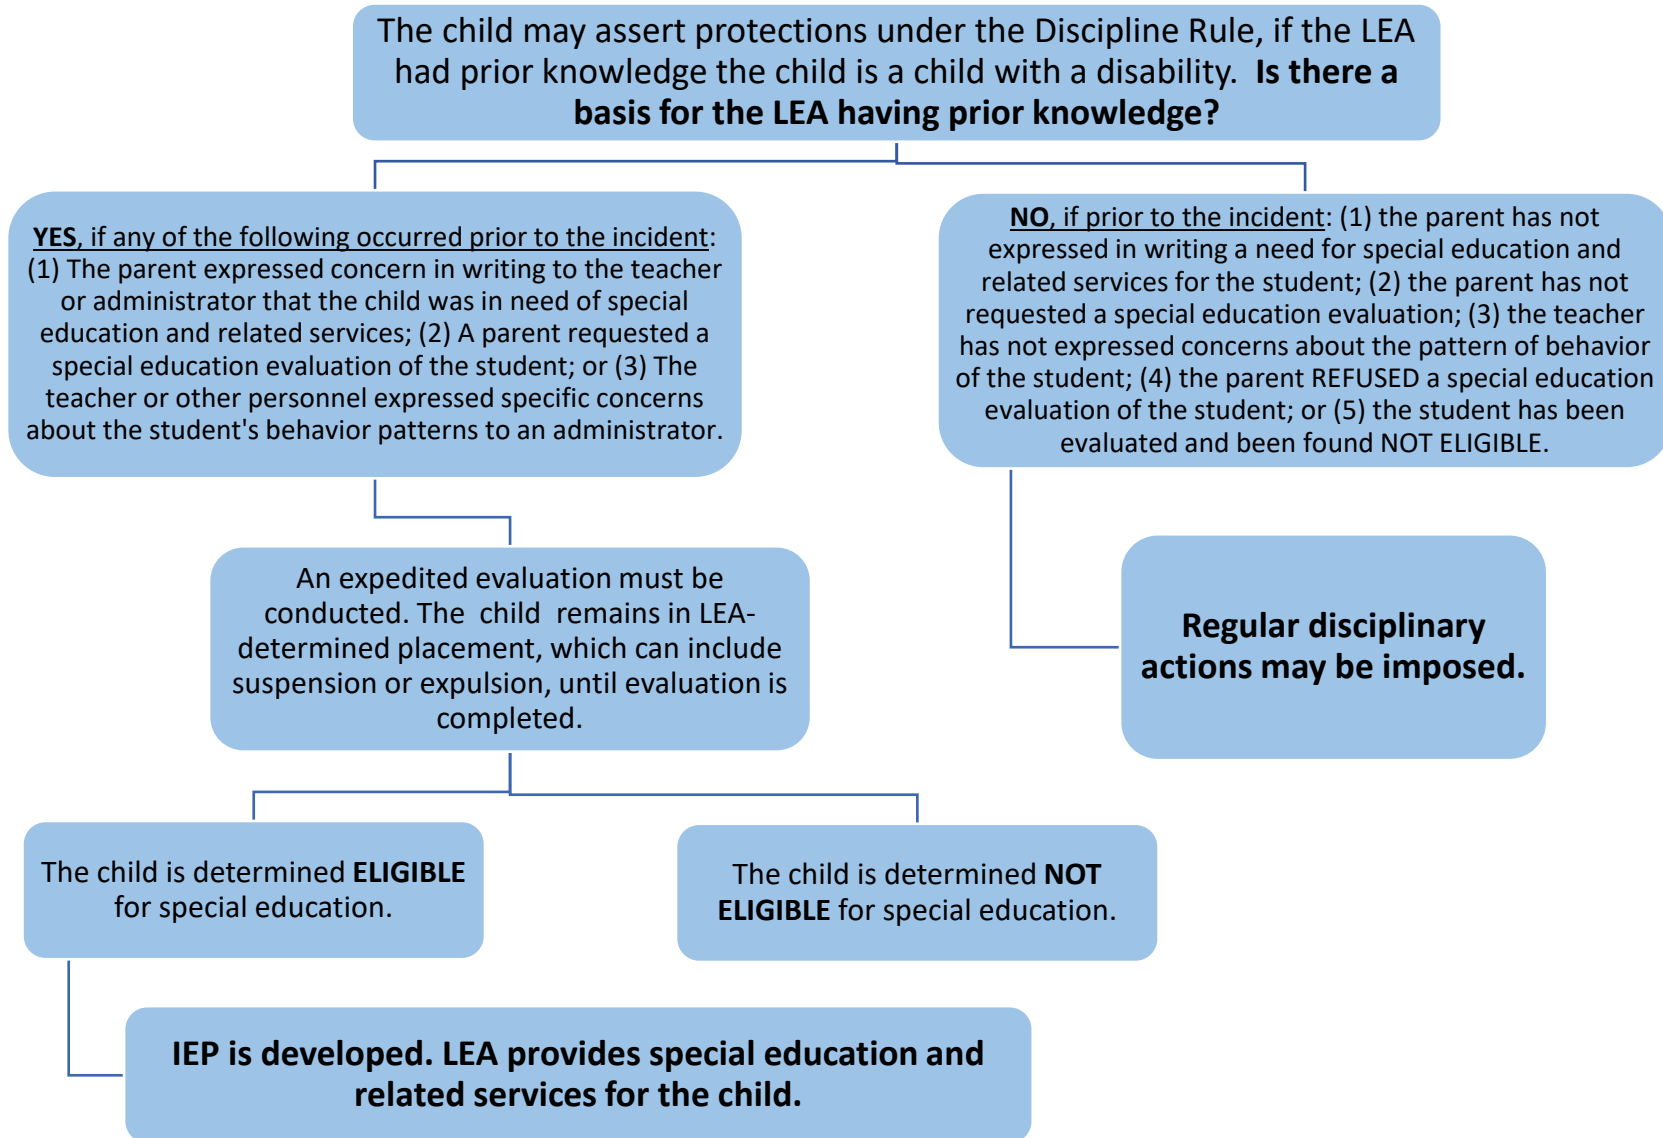 The child may assert protections under the Discipline Rule, if the LEA
had prior knowledge the child is a child with a disability. Is there a
basis for the LEA having prior knowledge?
YES, if any of the following occurred prior to the incident:
(1) The parent expressed concern in writing to the teacher
or administrator that the child was in need of special
education and related services; (2) A parent requested a
special education evaluation of the student; or (3) The
teacher or other personnel expressed specific concerns
about the student's behavior patterns to an administrator.
NO, if prior to the incident: (1) the parent has not
expressed in writing a need for special education and
related services for the student; (2) the parent has not
requested a special education evaluation; (3) the teacher
has not expressed concerns about the pattern of behavior
of the student; (4) the parent REFUSED a special education
evaluation of the student; or (5) the student has been
evaluated and been found NOT ELIGIBLE.
An expedited evaluation must be
conducted. The child remains in LEA-
determined placement, which can include
suspension or expulsion, until evaluation is
completed.
Regular disciplinary
actions may be imposed.
The child is determined ELIGIBLE
for special education.
The child is determined NOT
ELIGIBLE for special education.
IEP is developed. LEA provides special education and
related services for the child.